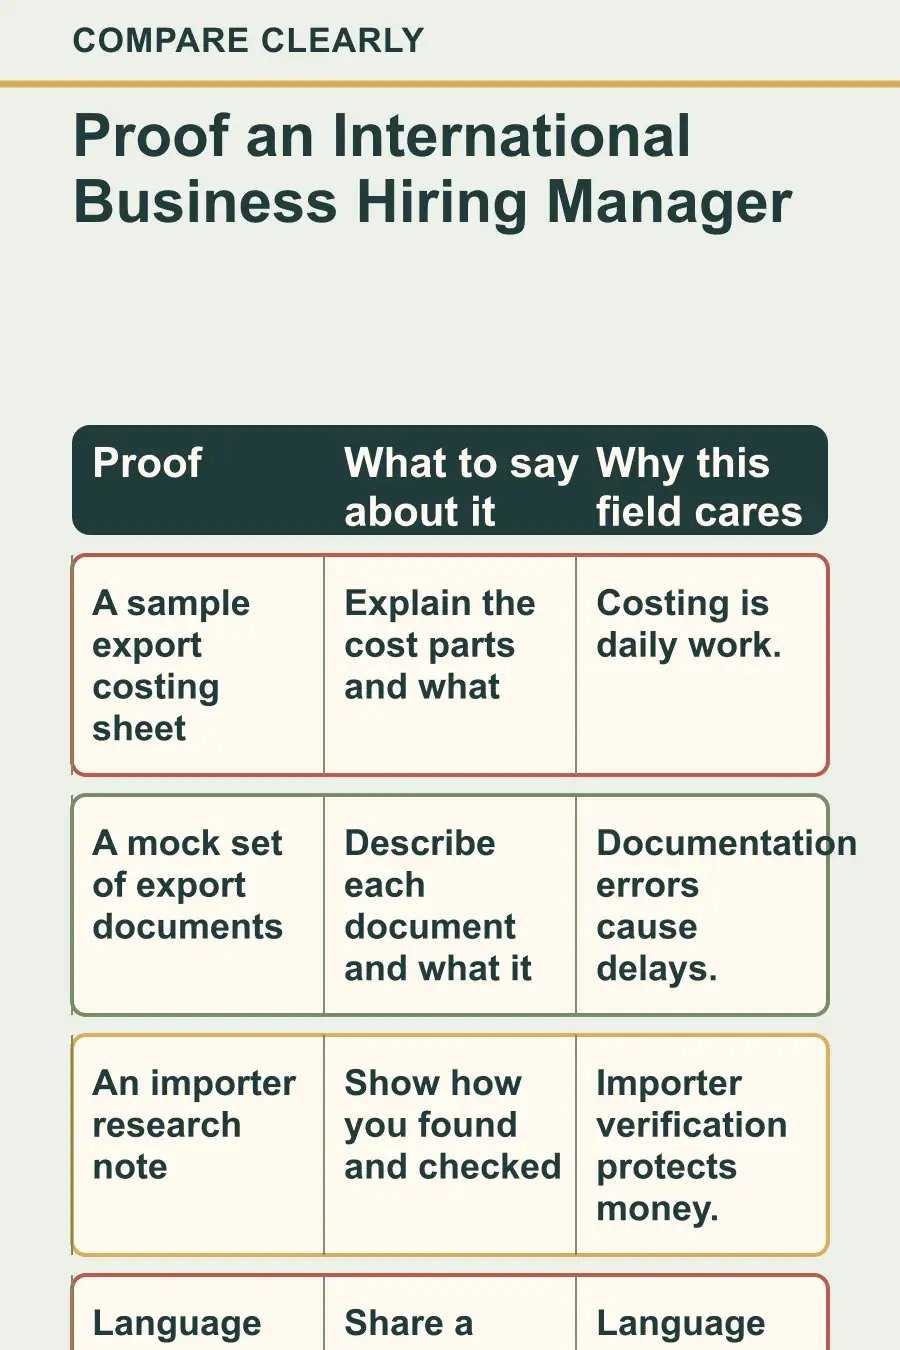 COMPARE CLEARLY
Proof an International
Business Hiring Manager
Proof
What to say
about it
Why this
field cares
A sample
export
costing
sheet
Explain the
cost parts
and what
Costing is
daily work.
A mock set
of export
documents
Describe
each
document
and what it
Documentation
errors
cause
delays.
An importer
research
note
Show how
you found
and checked
Importer
verification
protects
money.
Language
Share a
Language